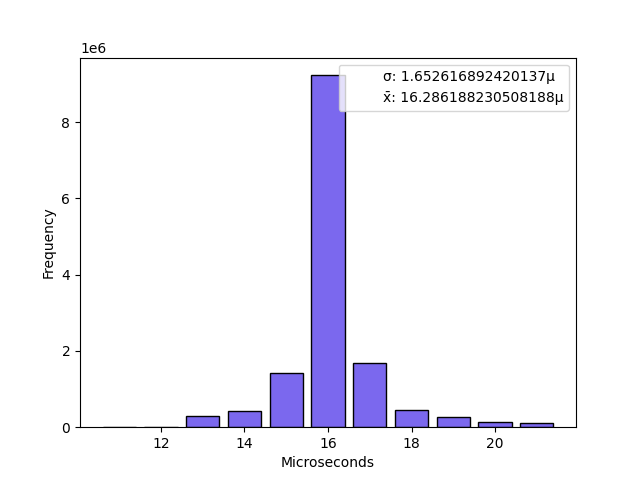 1e6
σ: 1.652616892420137μ
x̄: 16.286188230508188μ
8
6
4
2
0
Frequency
12 14 16 18 20
Microseconds